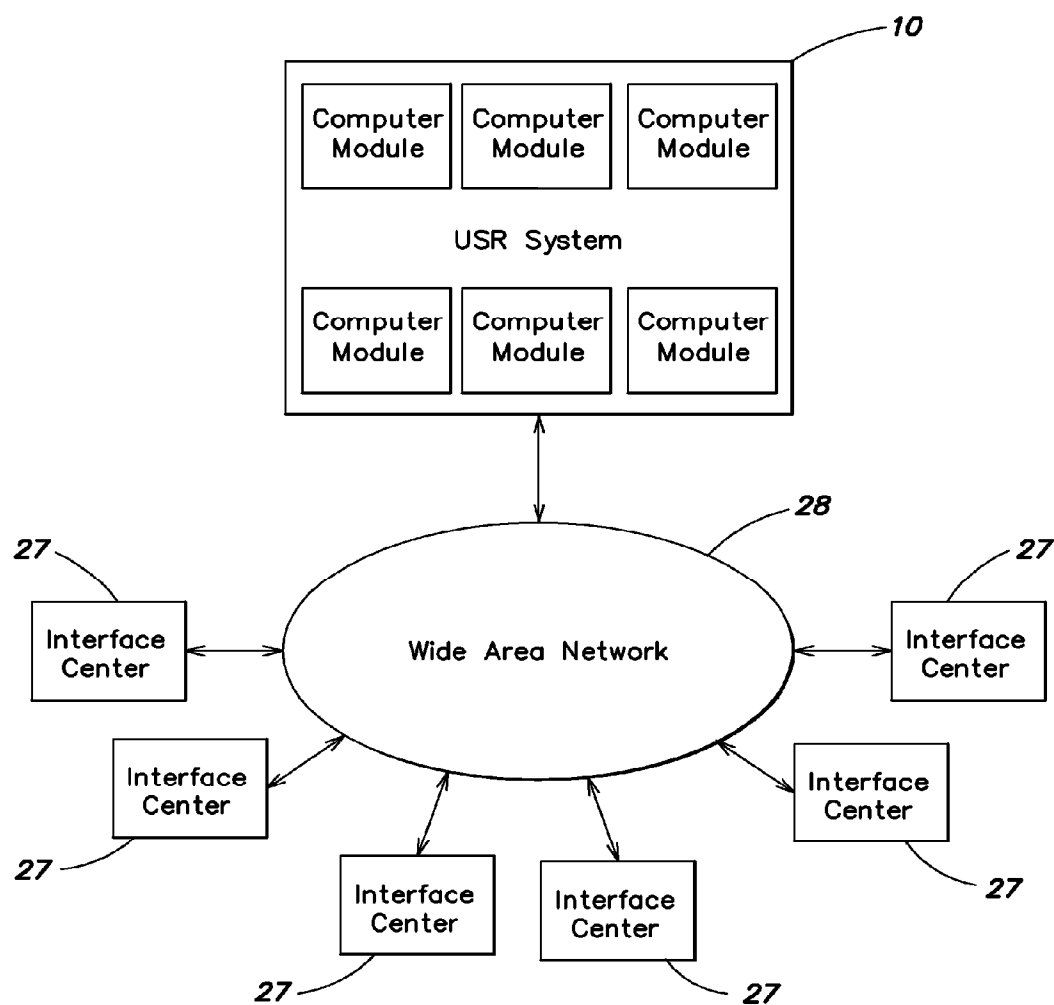 10
Computer Module
Computer Module
Computer Module
USR System
Computer Module
Computer Module
Computer Module
28
27
27
Interface Center
Wide Area Network
Interface Center
Interface Center
Interface Center
27
Interface Center
Interface Center
27
27
27